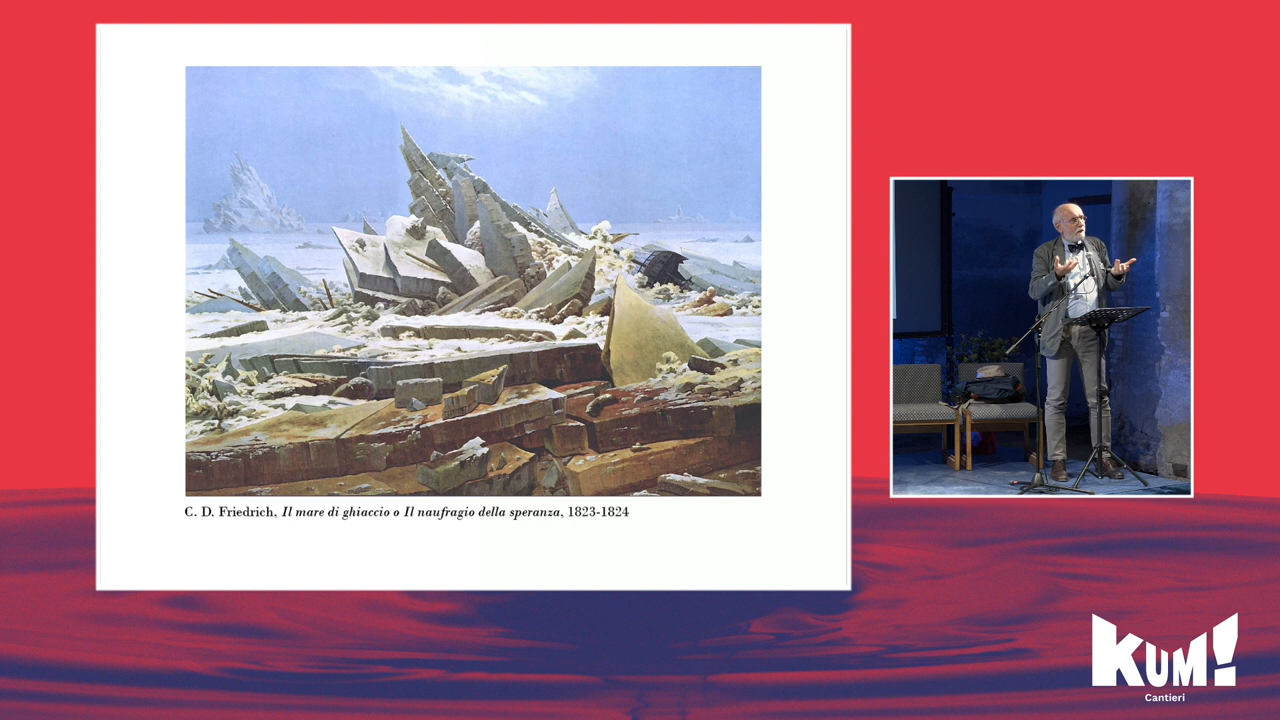 C. D. Friedrich, Il mare di ghiaccio o Il naufragio della speranza, 1823-1824
KUM!
Cantieri